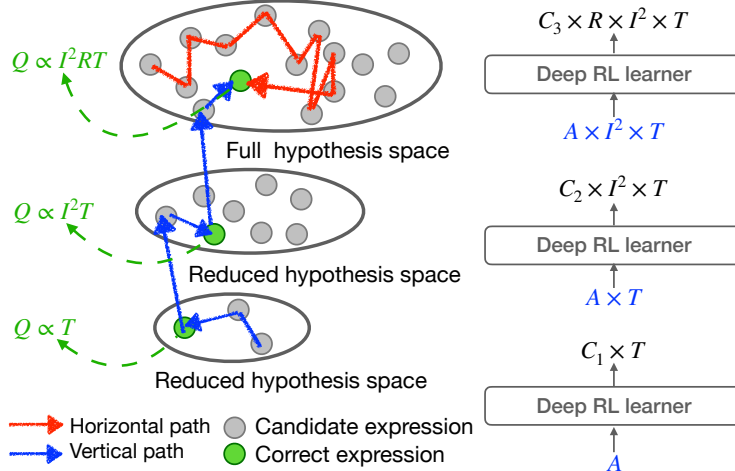 Q ∝ I²RT
Full hypothesis space
Q ∝ I²T
Reduced hypothesis space
Q ∝ T
Reduced hypothesis space
Horizontal path
Candidate expression
Vertical path
Correct expression
C₃ × R × I² × T
Deep RL learner
A × I² × T
C₂ × I² × T
Deep RL learner
A × T
C₁ × T
Deep RL learner
A